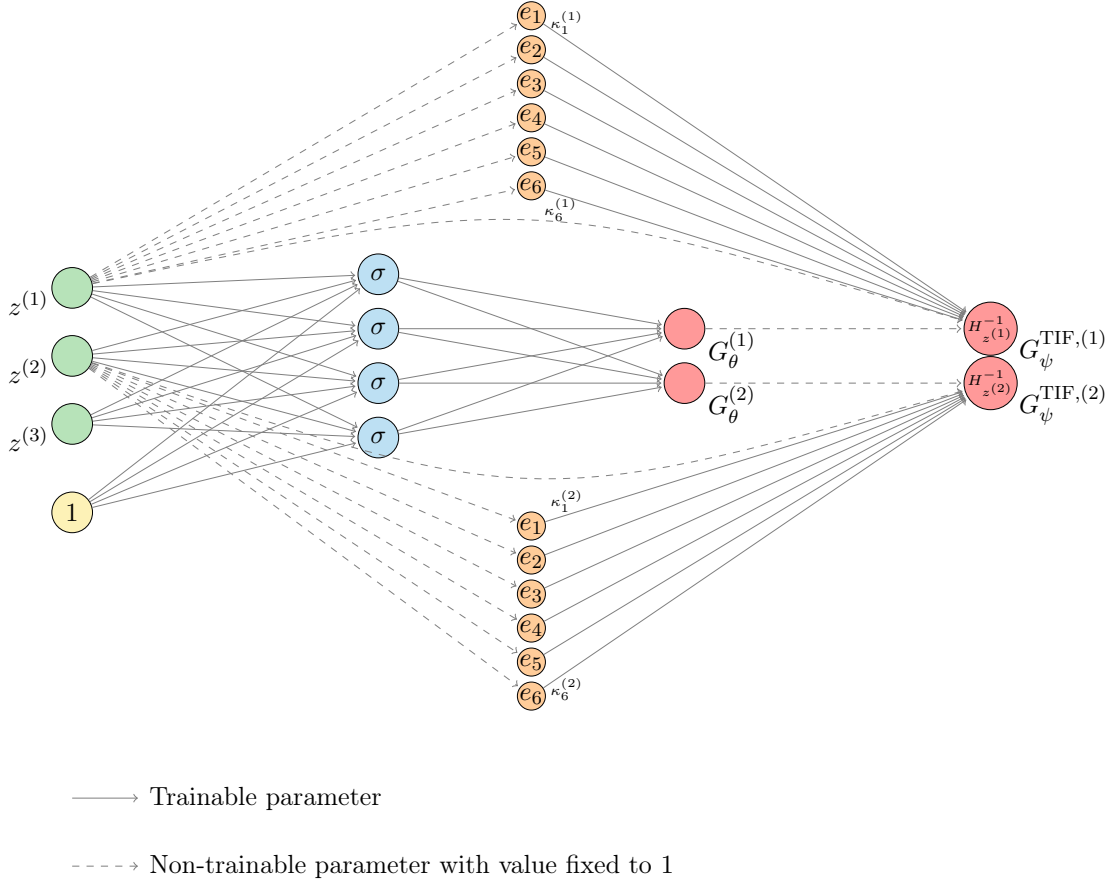 e₁ κ₁⁽¹⁾
e₂
e₃
e₄
e₅
e₆
κ₆⁽¹⁾
z⁽¹⁾
σ
z⁽²⁾
σ
G_θ⁽¹⁾
H⁻¹_{z⁽¹⁾} G_ψ^{TIF,(1)}
z⁽³⁾
σ
G_θ⁽²⁾
H⁻¹_{z⁽²⁾} G_ψ^{TIF,(2)}
σ
1
κ₁⁽²⁾
e₁
e₂
e₃
e₄
e₅
e₆ κ₆⁽²⁾
Trainable parameter
Non-trainable parameter with value fixed to 1